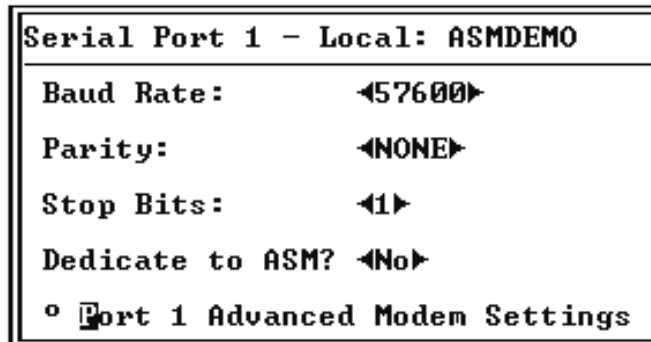 Serial Port 1 - Local: ASMDEMO
Baud Rate: ◄57600►
Parity: ◄NONE►
Stop Bits: ◄1►
Dedicate to ASM? ◄No►
° Port 1 Advanced Modem Settings